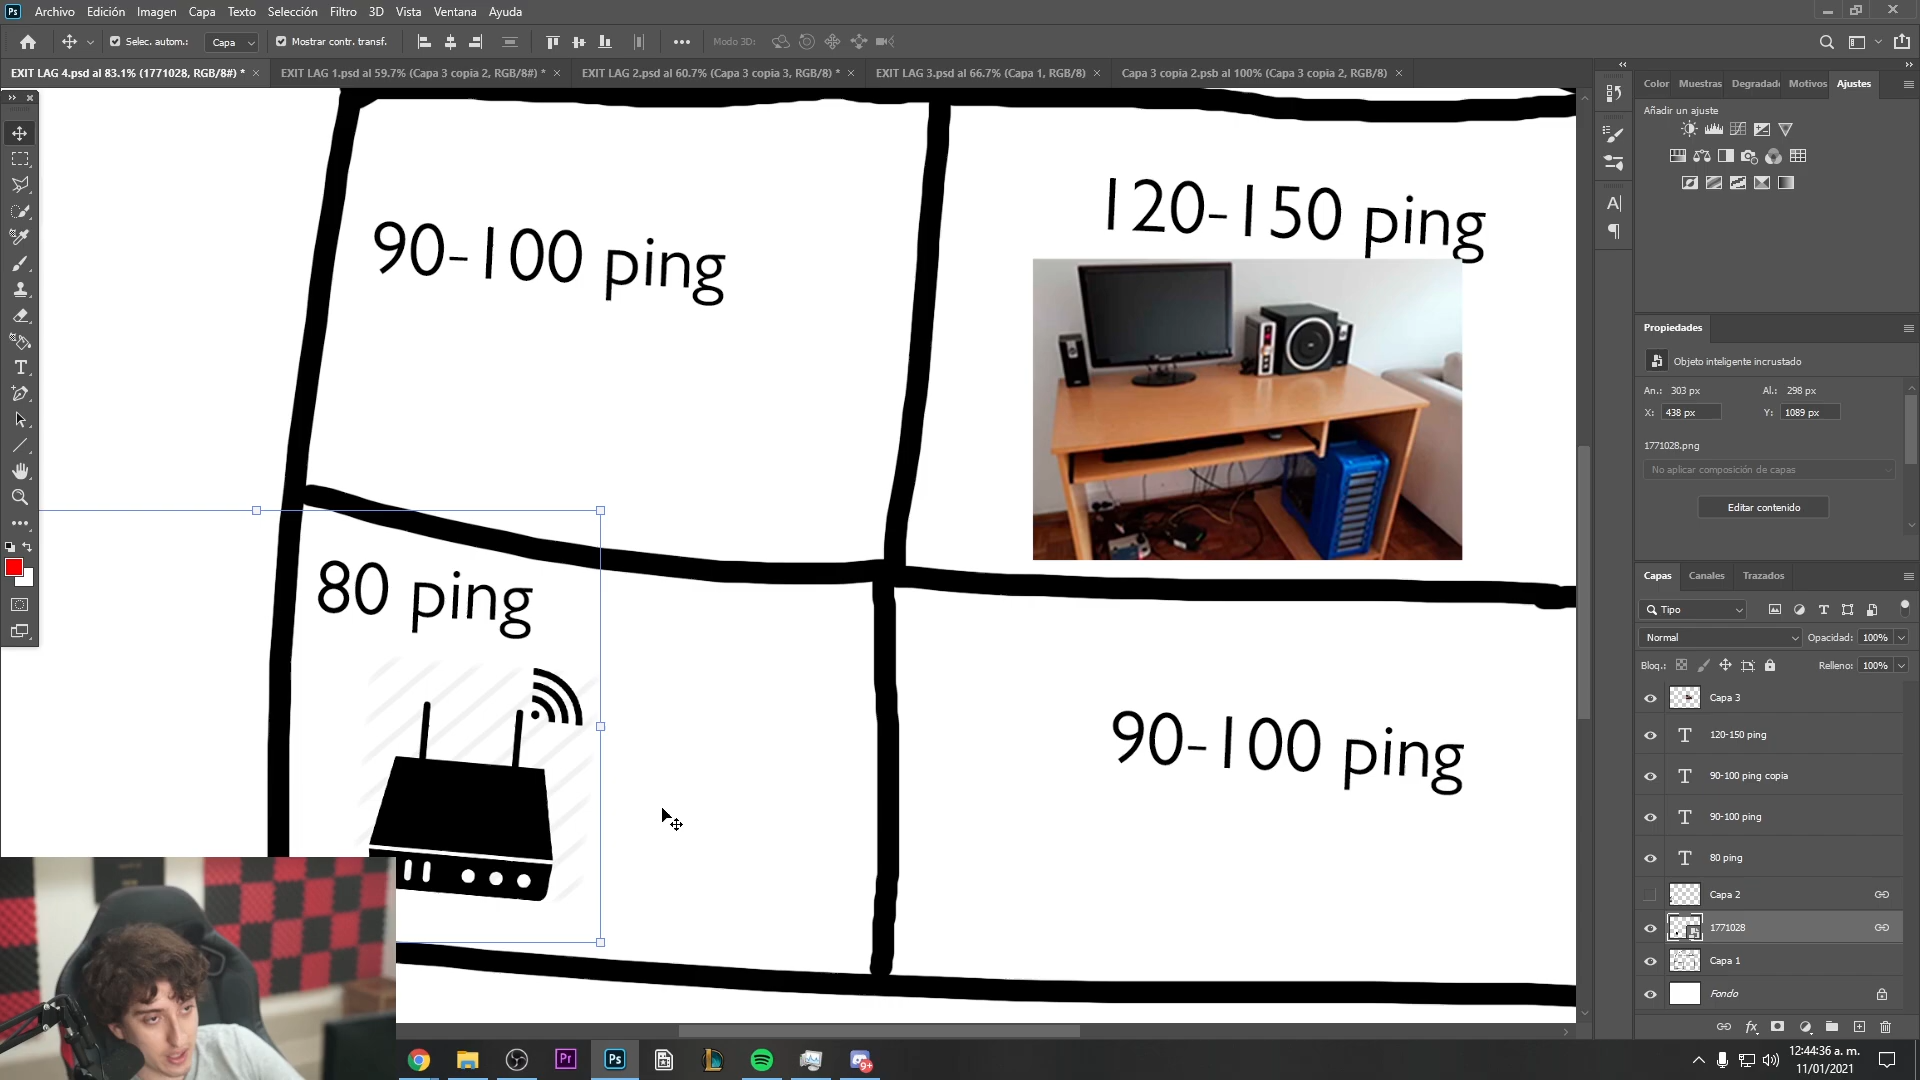 Ps Archivo Edición Imagen Capa Texto Selección Filtro 3D Vista Ventana Ayuda
Selec. autom.: Capa Mostrar contr. transf. Modo 3D:
EXIT LAG 4.psd al 83.1% (1771028, RGB/8#) * EXIT LAG 1.psd al 59.7% (Capa 3 copia 2, RGB/8#) * EXIT LAG 2.psd al 60.7% (Capa 3 copia 3, RGB/8) * EXIT LAG 3.psd al 66.7% (Capa 1, RGB/8) Capa 3 copia 2.psb al 100% (Capa 3 copia 2, RGB/8)
90-100 ping
120-150 ping
80 ping
90-100 ping
Color Muestras Degradado Motivos Ajustes
Añadir un ajuste
Propiedades
Objeto inteligente incrustado
An.: 303 px Al.: 298 px
X: 438 px Y: 1089 px
1771028.png
No aplicar composición de capas
Editar contenido
Capas Canales Trazados
Tipo
Normal Opacidad: 100%
Bloq.: Relleno: 100%
Capa 3
120-150 ping
90-100 ping copia
90-100 ping
80 ping
Capa 2
1771028
Capa 1
Fondo
Pr Ps 9+
12:44:36 a. m.
11/01/2021